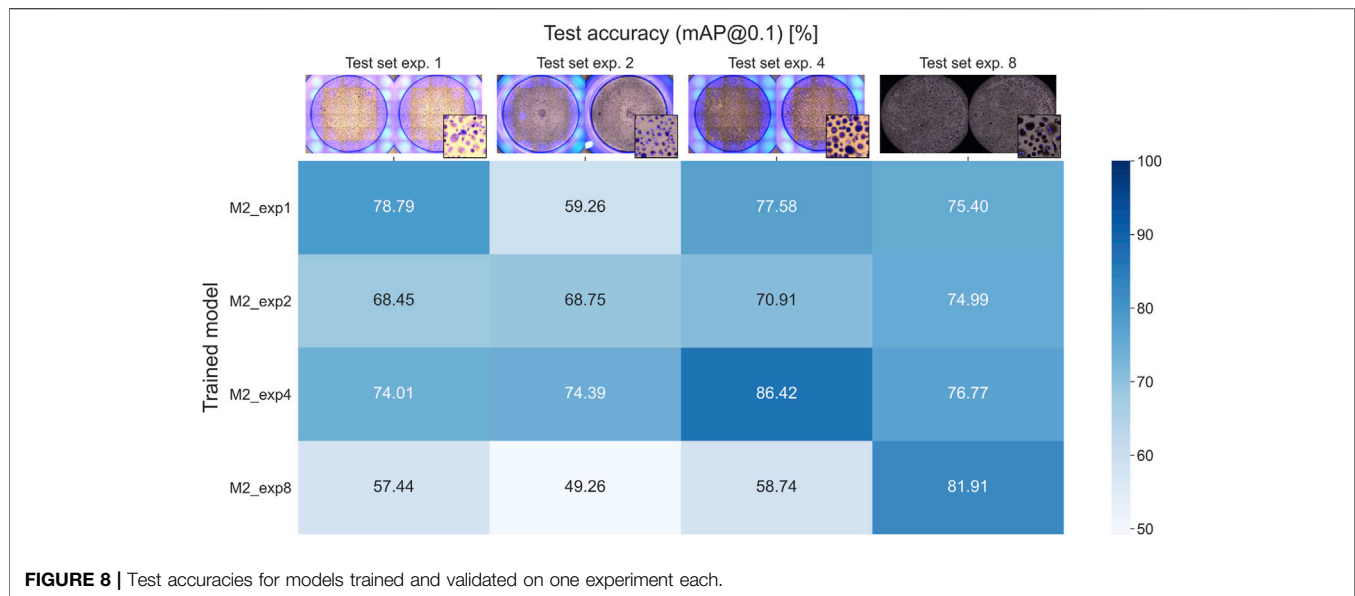 Test accuracy (mAP@0.1) [%]
Test set exp. 1 Test set exp. 2 Test set exp. 4 Test set exp. 8
Trained model
M2_exp1 78.79 59.26 77.58 75.40
M2_exp2 68.45 68.75 70.91 74.99
M2_exp4 74.01 74.39 86.42 76.77
M2_exp8 57.44 49.26 58.74 81.91
100
90
80
70
60
50
FIGURE 8 | Test accuracies for models trained and validated on one experiment each.